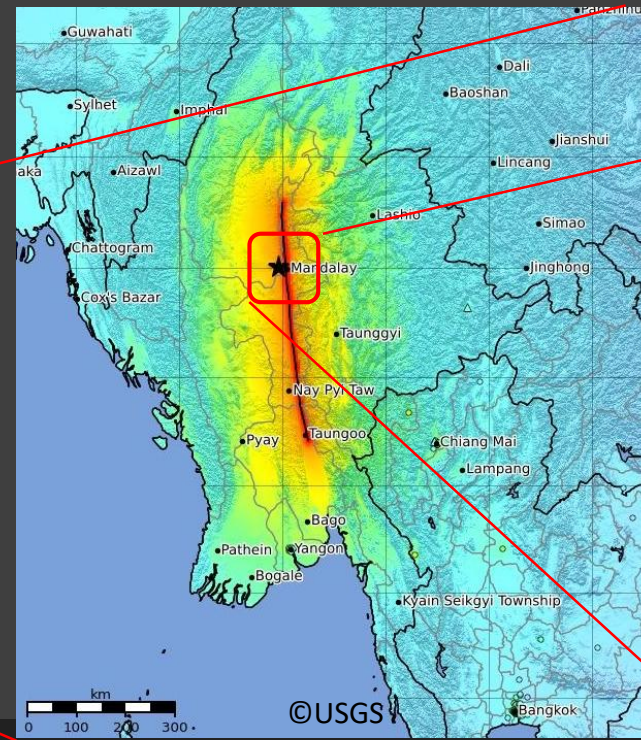 Guwahati
Dali
Baoshan
Sylhet
Imphal
Jianshui
Lincang
aka
Aizawl
Lashio
Simao
Chattogram
Mandalay
Jinghong
Cox's Bazar
Taunggyi
Nay Pyi Taw
Taungoo
Pyay
Chiang Mai
Lampang
Bago
Pathein
Yangon
Bogale
Kyain Seikgyi Township
km
0 100 200 300
©USGS
Bangkok